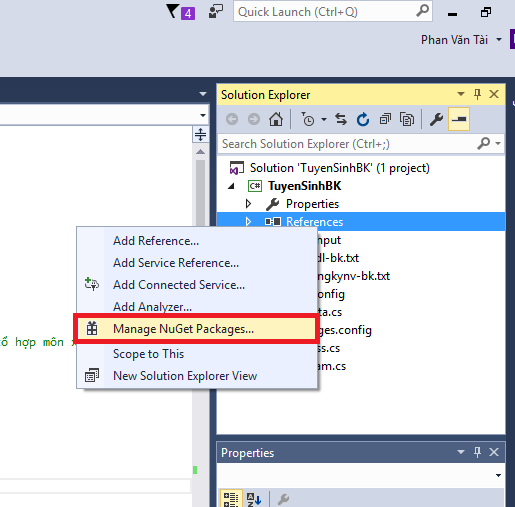 4
Quick Launch (Ctrl+Q)
Phan Văn Tài
Solution Explorer
Search Solution Explorer (Ctrl+;)
Solution 'TuyenSinhBK' (1 project)
C# TuyenSinhBK
Properties
References
Add Reference...
Add Service Reference...
Add Connected Service...
Add Analyzer...
Manage NuGet Packages...
Scope to This
New Solution Explorer View
nput
dl-bk.txt
ngkynv-bk.txt
onfig
ta.cs
ges.config
ss.cs
am.cs
hợp môn
Properties